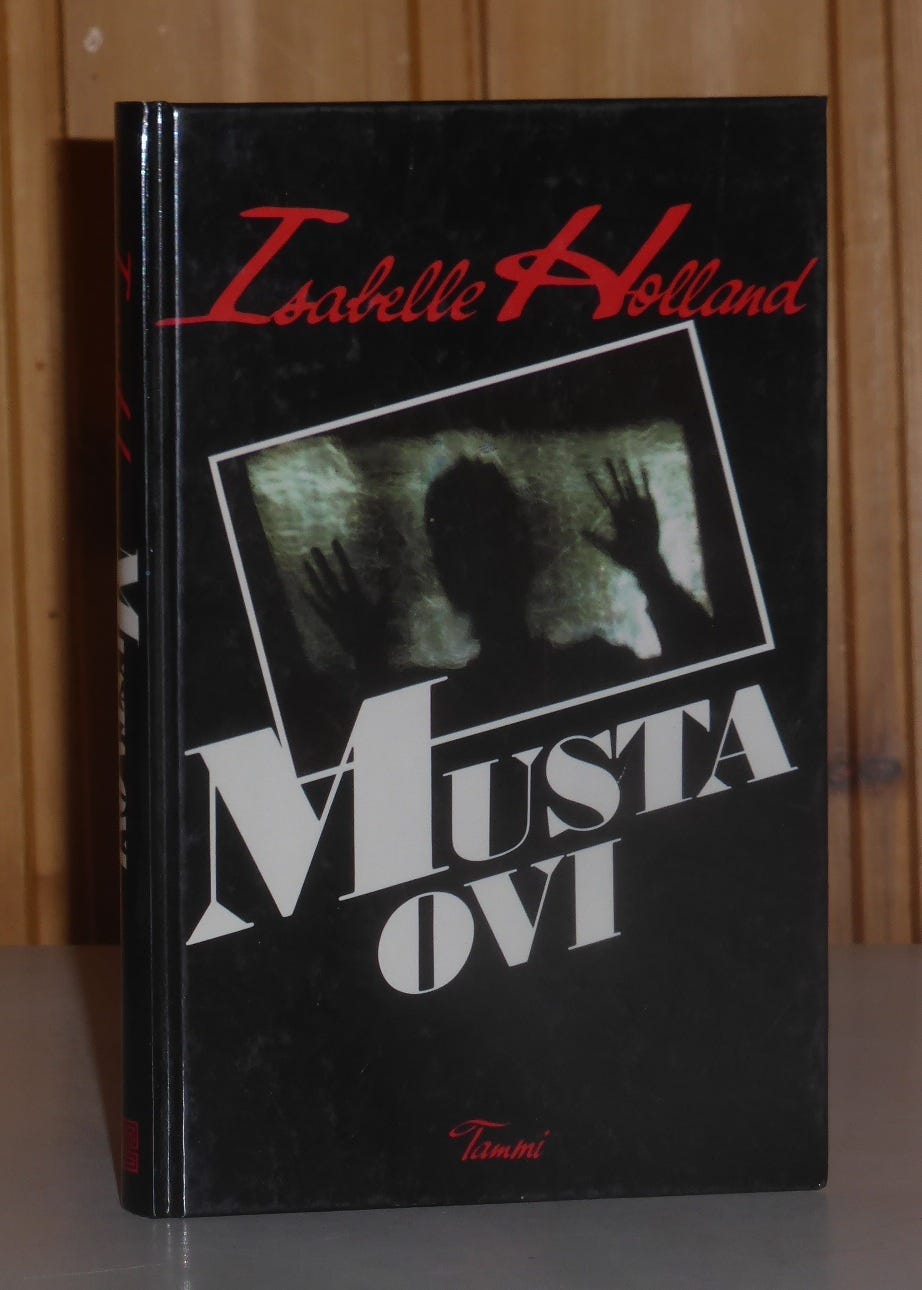 Isabelle Holland
MUSTA
OVI
Tammi